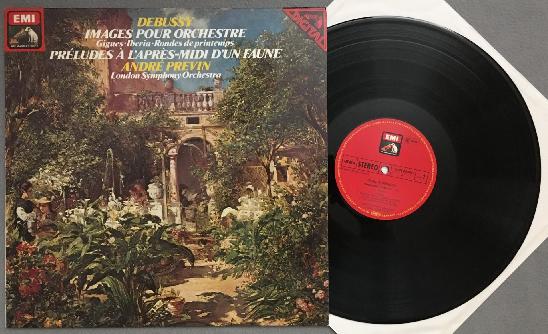 EMI
DEBUSSY
IMAGES POUR ORCHESTRE
Gigues·Iberia·Rondes de printemps
PRÉLUDES À L'APRÈS-MIDI D'UN FAUNE
ANDRÉ PREVIN
London Symphony Orchestra
DIGITAL
EMI
STEREO